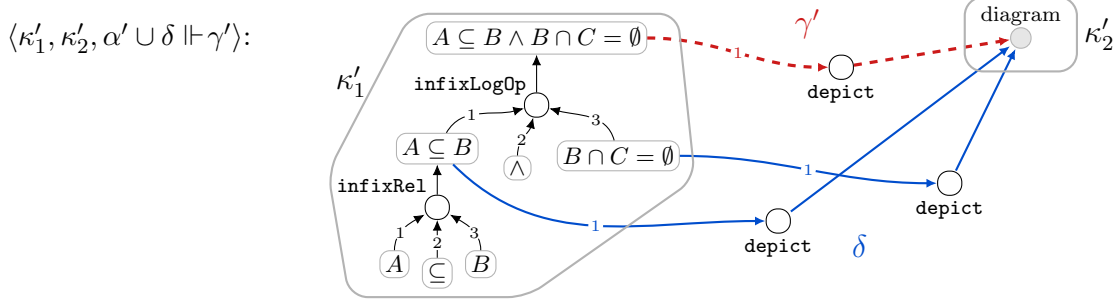 ⟨κ′₁, κ′₂, α′ ∪ δ ⊩ γ′⟩:
γ′
diagram
κ′₂
A ⊆ B ∧ B ∩ C = ∅
1
depict
κ′₁
infixLogOp
1
2
3
A ⊆ B
∧
B ∩ C = ∅
1
infixRel
depict
1
2
3
1
depict
δ
A
⊆
B